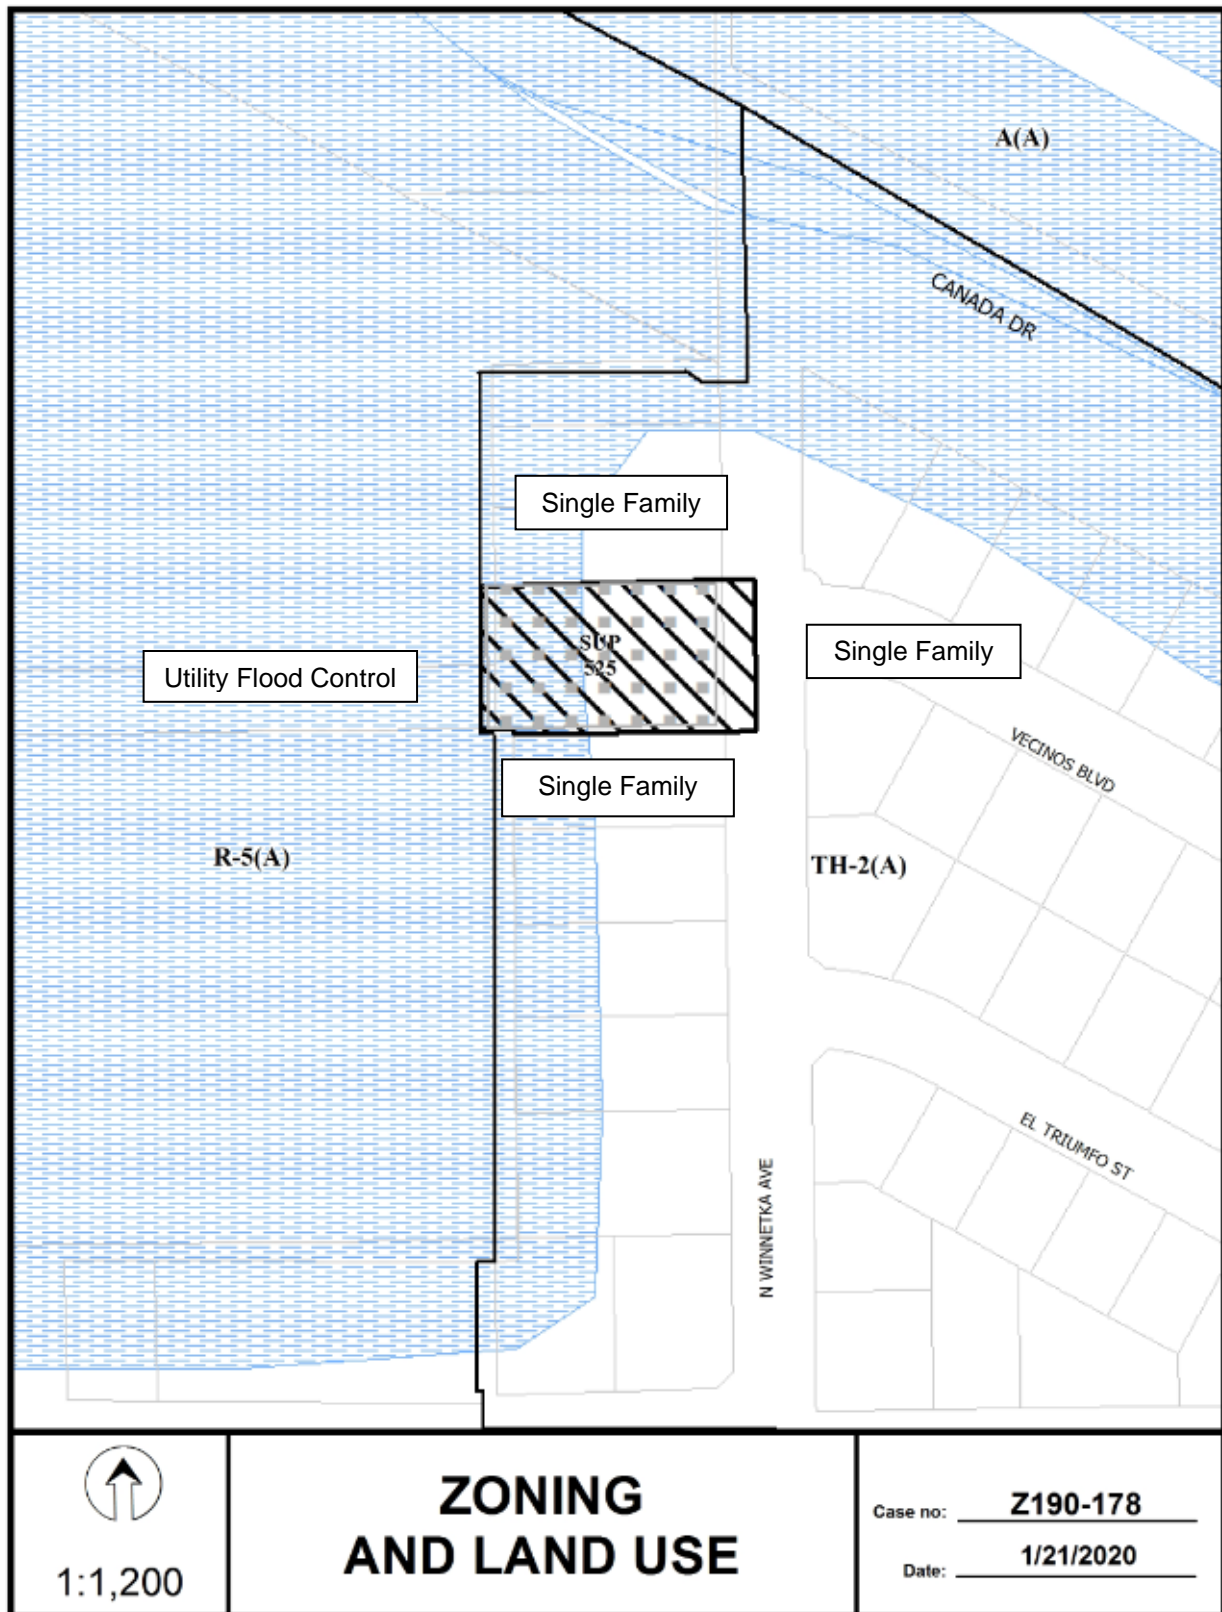 A(A)
CANADA DR
Single Family
SUP
525
Single Family
Utility Flood Control
VECINOS BLVD
Single Family
R-5(A)
TH-2(A)
EL TRIUMFO ST
N WINNETKA AVE
1:1,200
ZONING
AND LAND USE
Case no: Z190-178
Date: 1/21/2020